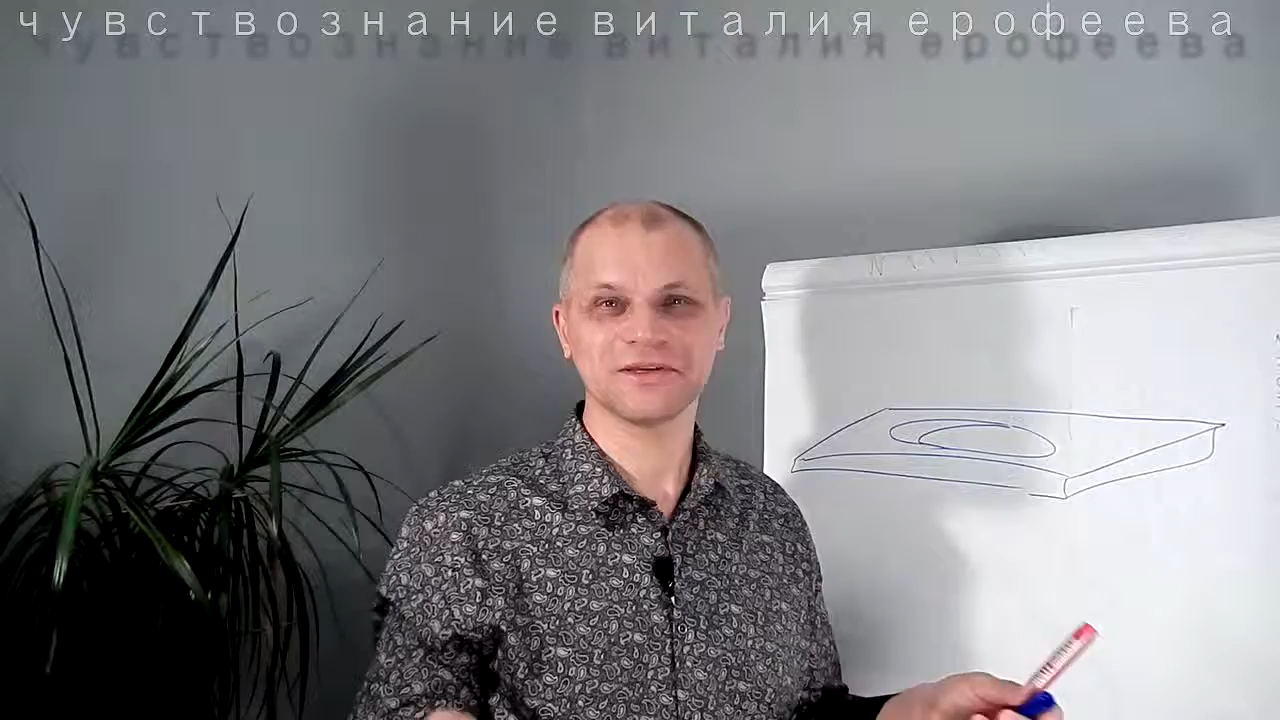 чувствознание виталия ерофеева